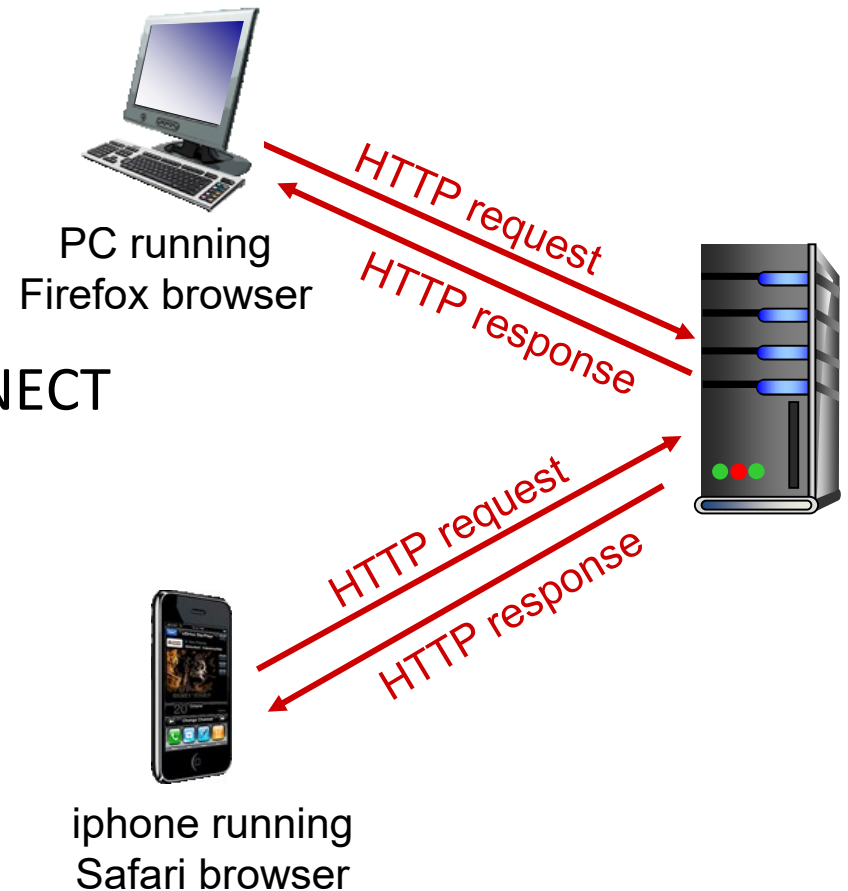 HTTP request
HTTP response
PC running
Firefox browser
NECT
HTTP request
HTTP response
iphone running
Safari browser